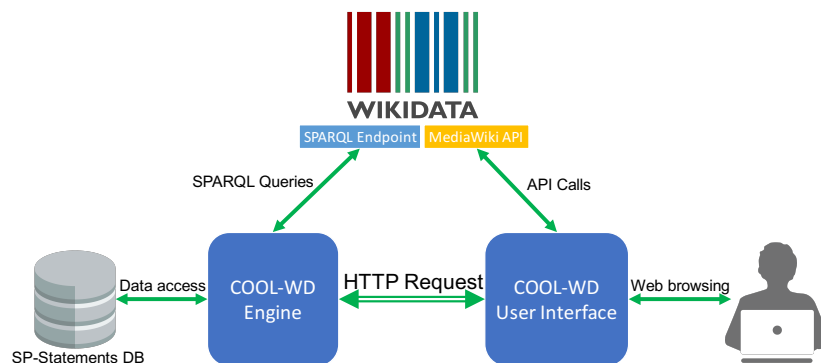 WIKIDATA
SPARQL Endpoint
MediaWiki API
SPARQL Queries
API Calls
Data access
COOL-WD
Engine
HTTP Request
COOL-WD
User Interface
Web browsing
SP-Statements DB